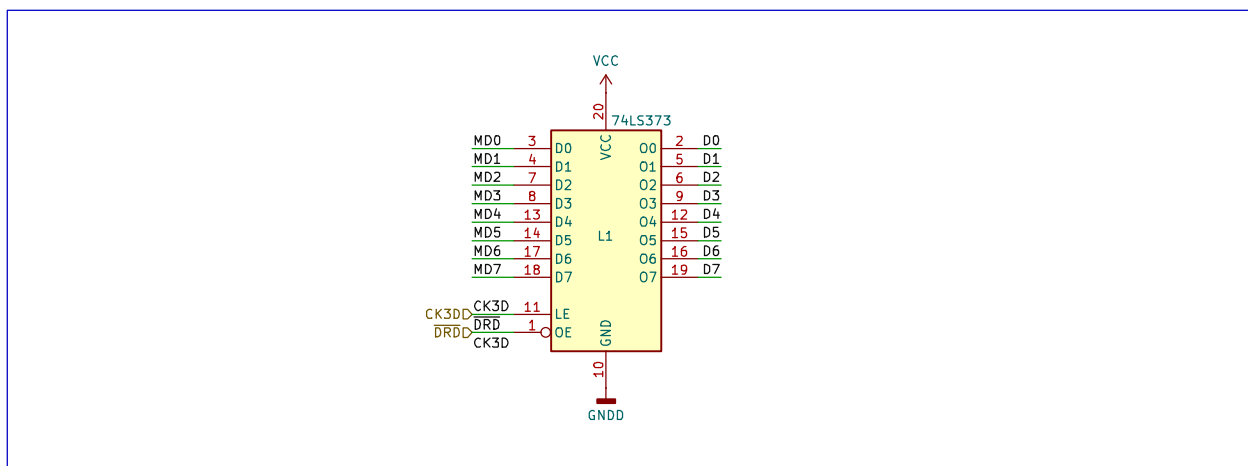 VCC
20
74LS373
VCC
MD0 3 D0 O0 2 D0
MD1 4 D1 O1 5 D1
MD2 7 D2 O2 6 D2
MD3 8 D3 O3 9 D3
MD4 13 D4 O4 12 D4
MD5 14 D5 O5 15 D5
L1
MD6 17 D6 O6 16 D6
MD7 18 D7 O7 19 D7
CK3D CK3D 11 LE
DRD DRD 1 OE
CK3D
GND
10
GNDD